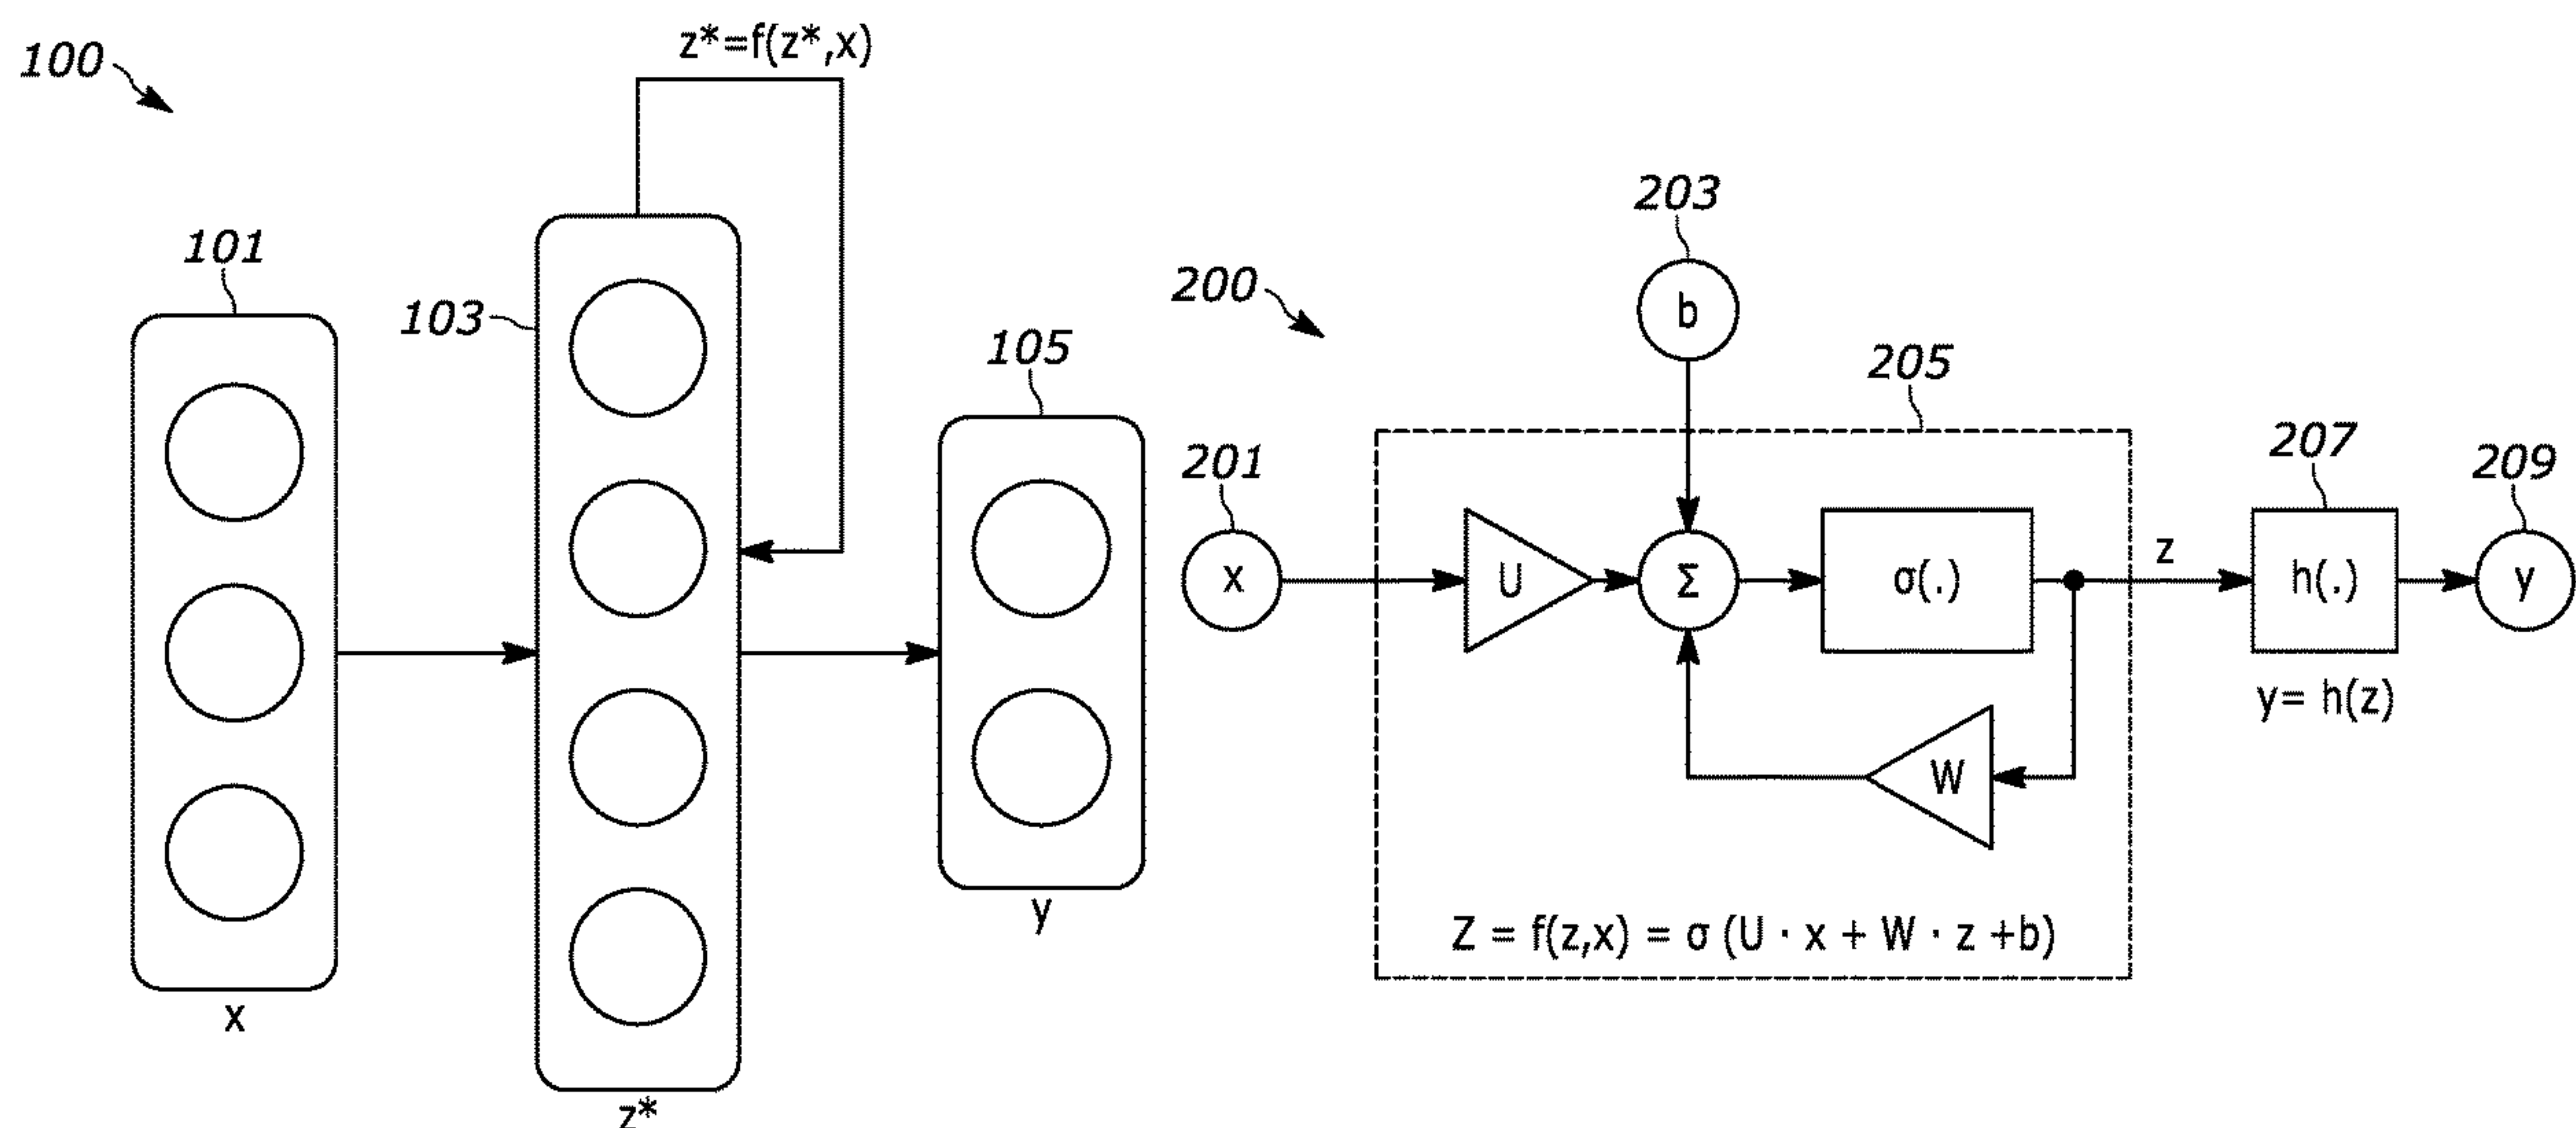 100
z*=f(z*,x)
101
103
105
x
z*
y
200
203
b
205
201
x
U
Σ
σ(.)
W
z
207
h(.)
y= h(z)
209
y
Z = f(z,x) = σ (U · x + W · z +b)